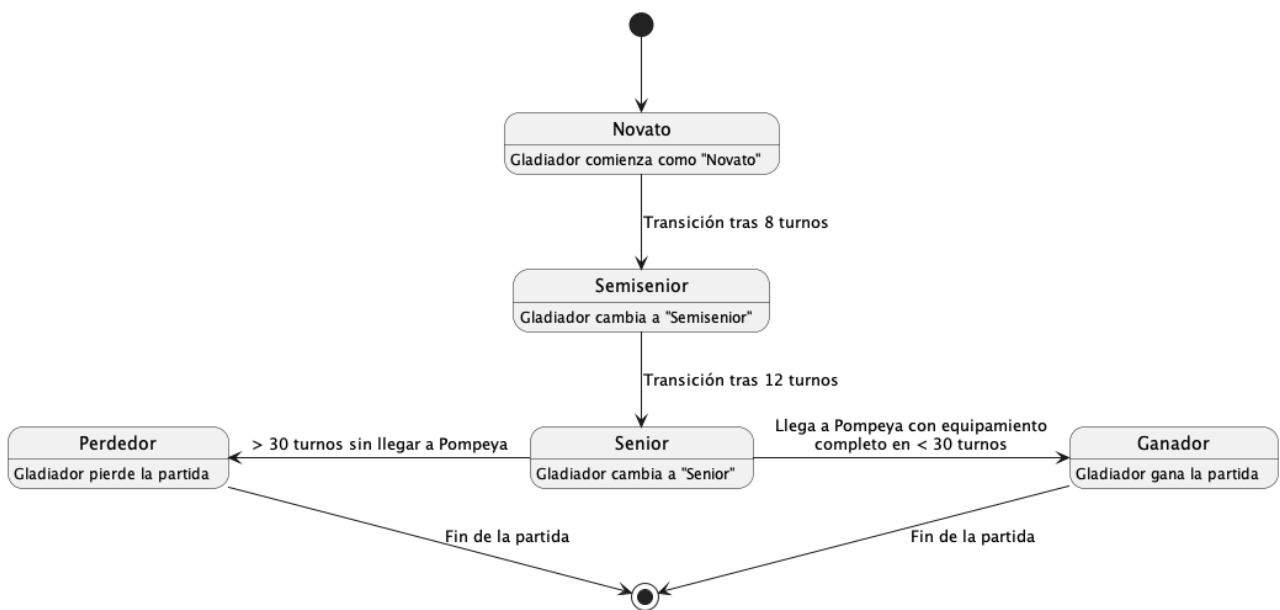 Novato
Gladiador comienza como "Novato"
Transición tras 8 turnos
Semisenior
Gladiador cambia a "Semisenior"
Transición tras 12 turnos
Perdedor
Gladiador pierde la partida
> 30 turnos sin llegar a Pompeya
Senior
Gladiador cambia a "Senior"
Llega a Pompeya con equipamiento
completo en < 30 turnos
Ganador
Gladiador gana la partida
Fin de la partida
Fin de la partida